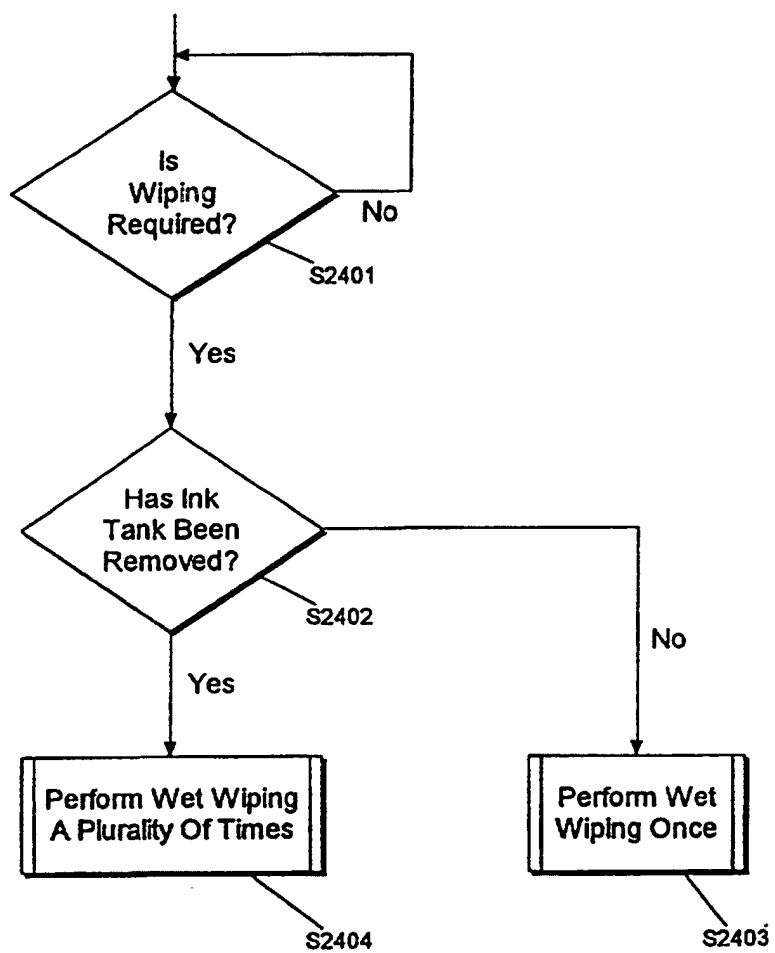 Is
Wiping
Required?
No
S2401
Yes
Has Ink
Tank Been
Removed?
S2402
No
Yes
Perform Wet Wiping
A Plurality Of Times
Perform Wet
Wiping Once
S2404
S2403